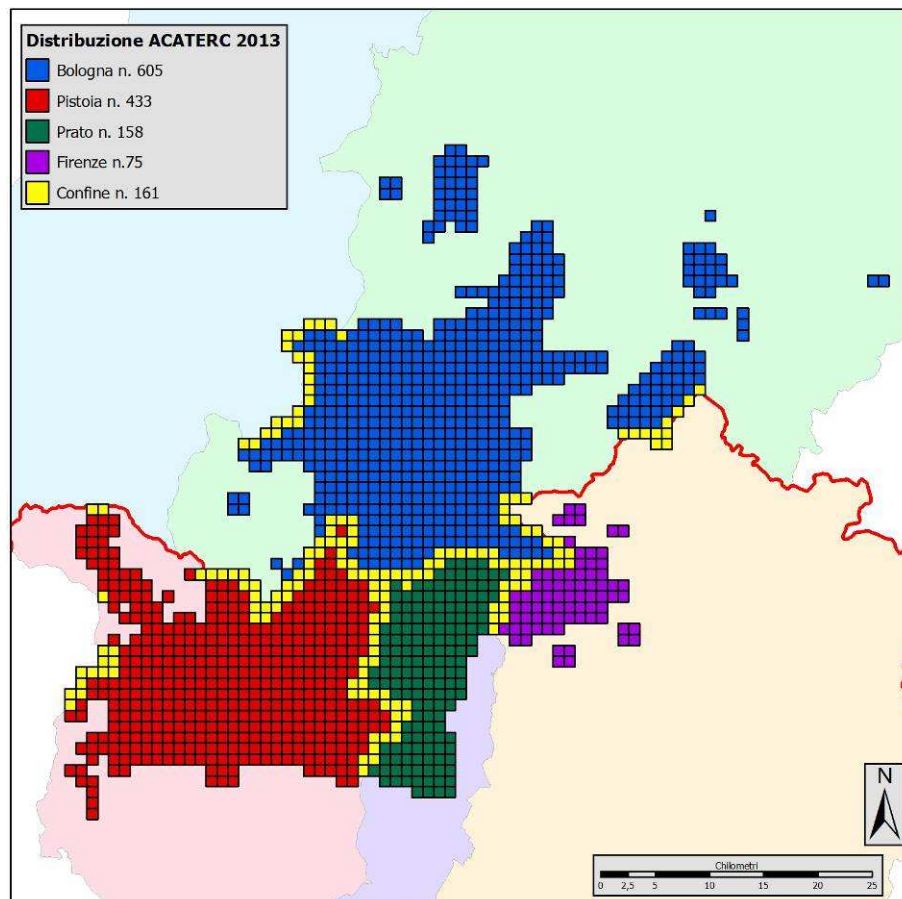 Distribuzione ACATERC 2013
Bologna n. 605
Pistoia n. 433
Prato n. 158
Firenze n.75
Confine n. 161
N
Chilometri
0 2,5 5 10 15 20 25